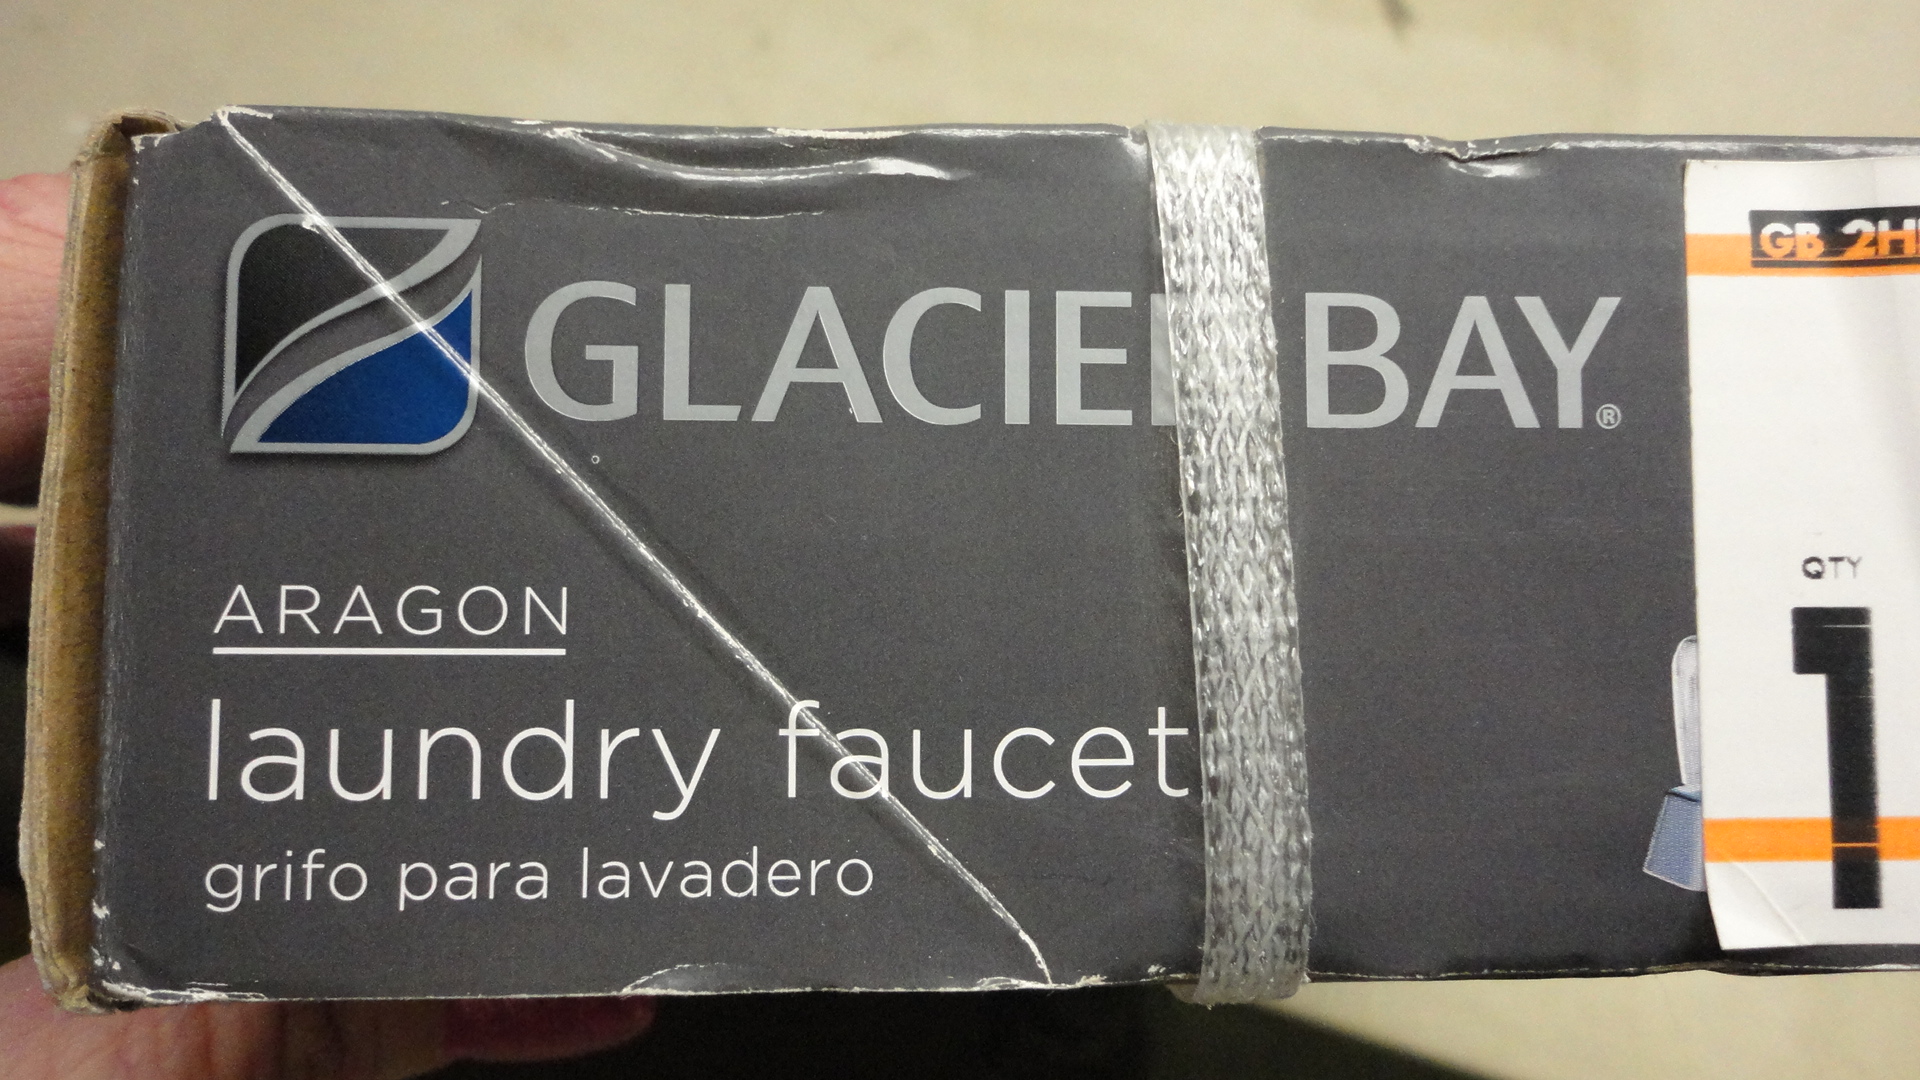 GLACIER BAY®
ARAGON
laundry faucet
grifo para lavadero
GB 2H
QTY
1